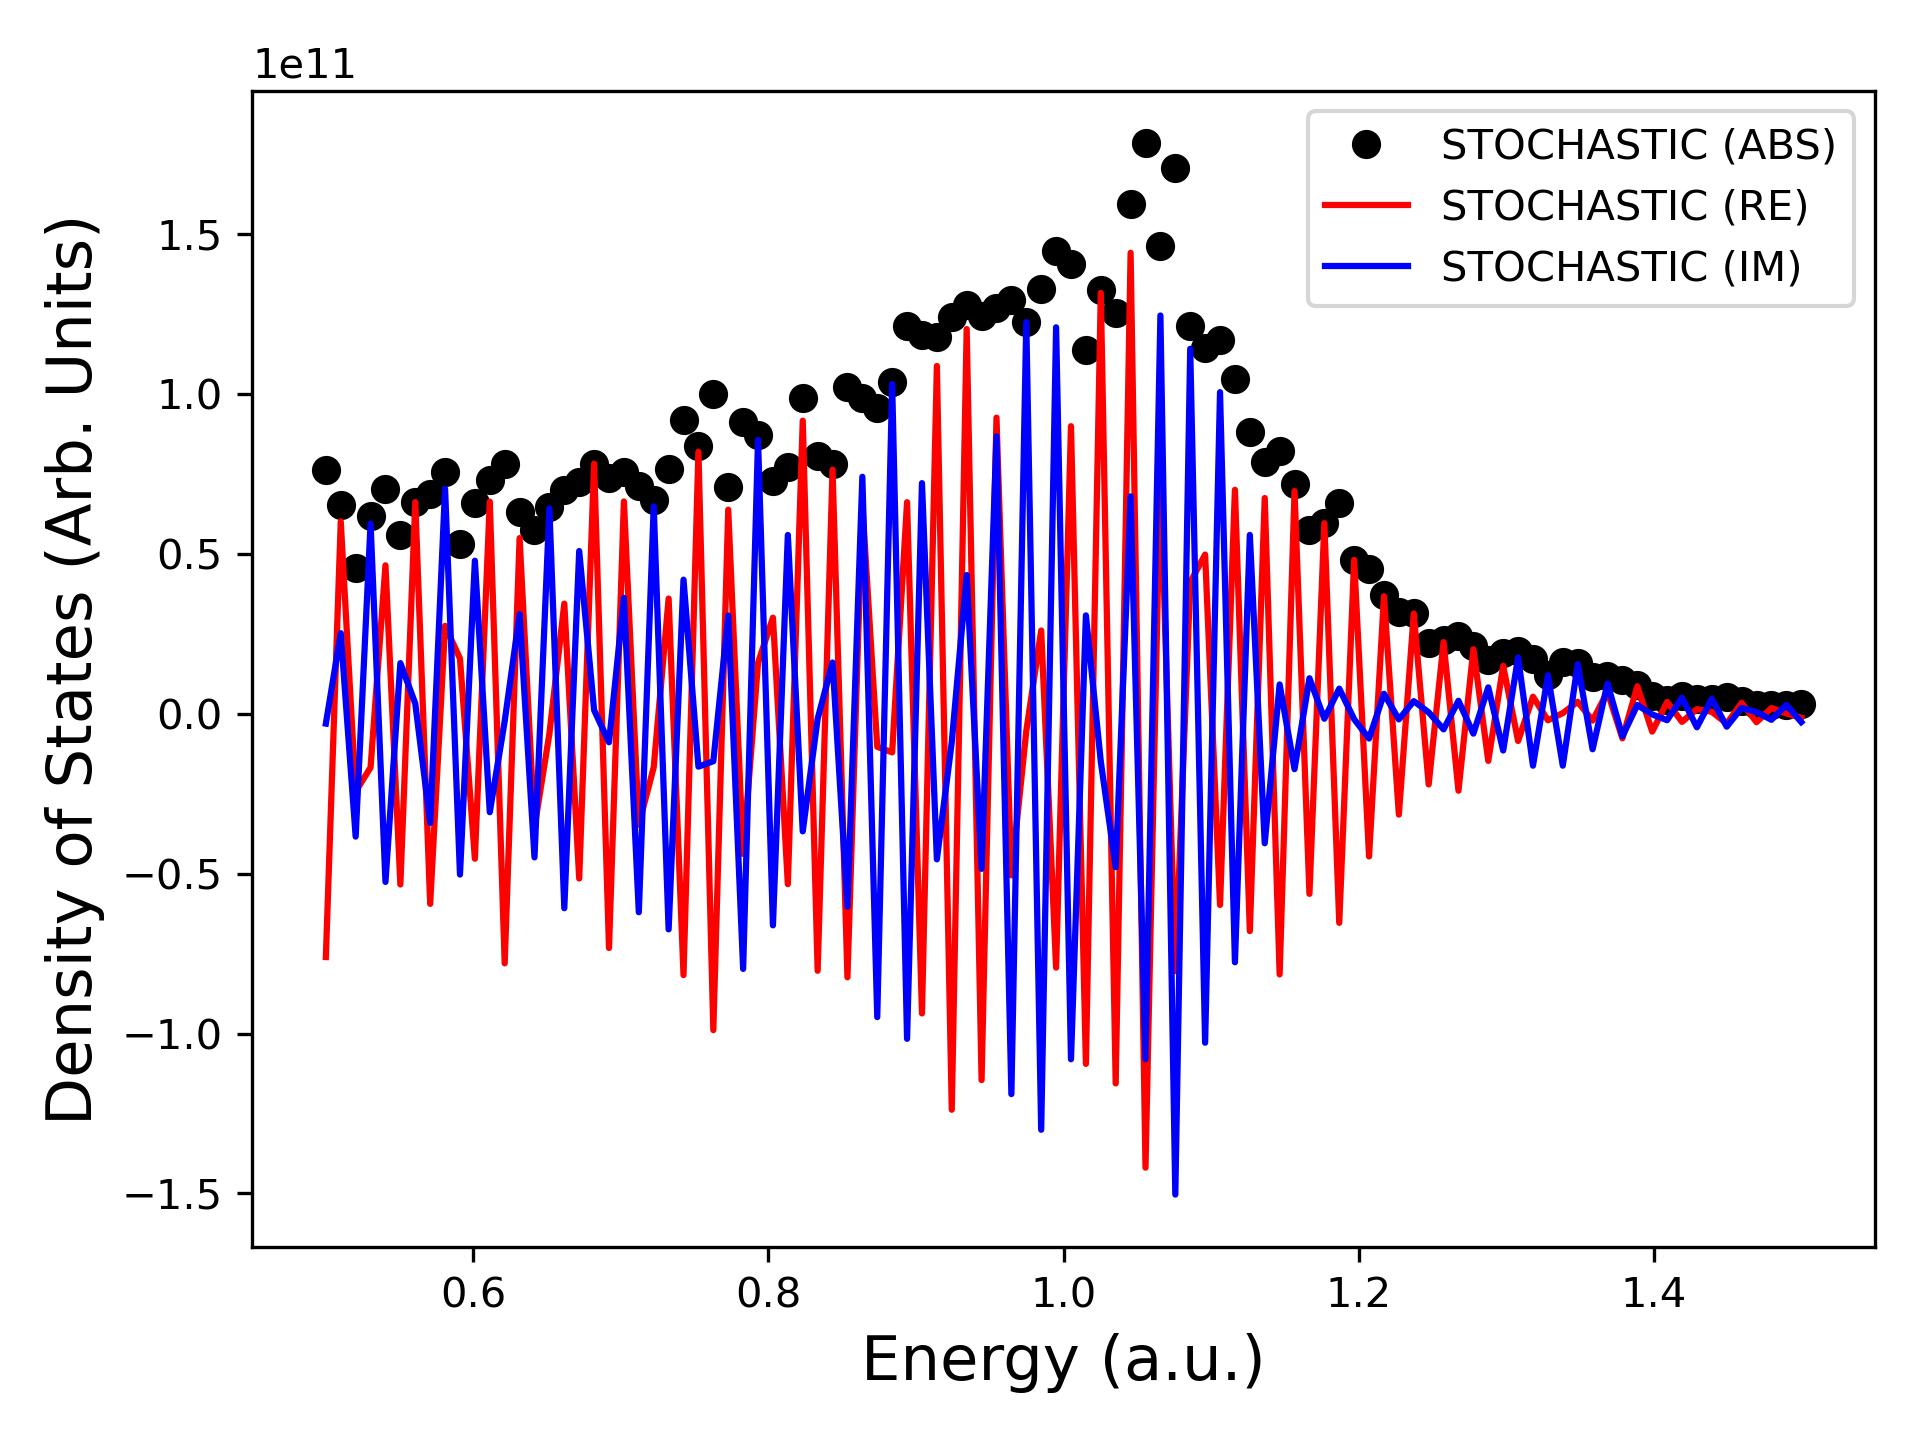 1e11
STOCHASTIC (ABS)
STOCHASTIC (RE)
STOCHASTIC (IM)
Density of States (Arb. Units)
1.5
1.0
0.5
0.0
−0.5
−1.0
−1.5
0.6 0.8 1.0 1.2 1.4
Energy (a.u.)